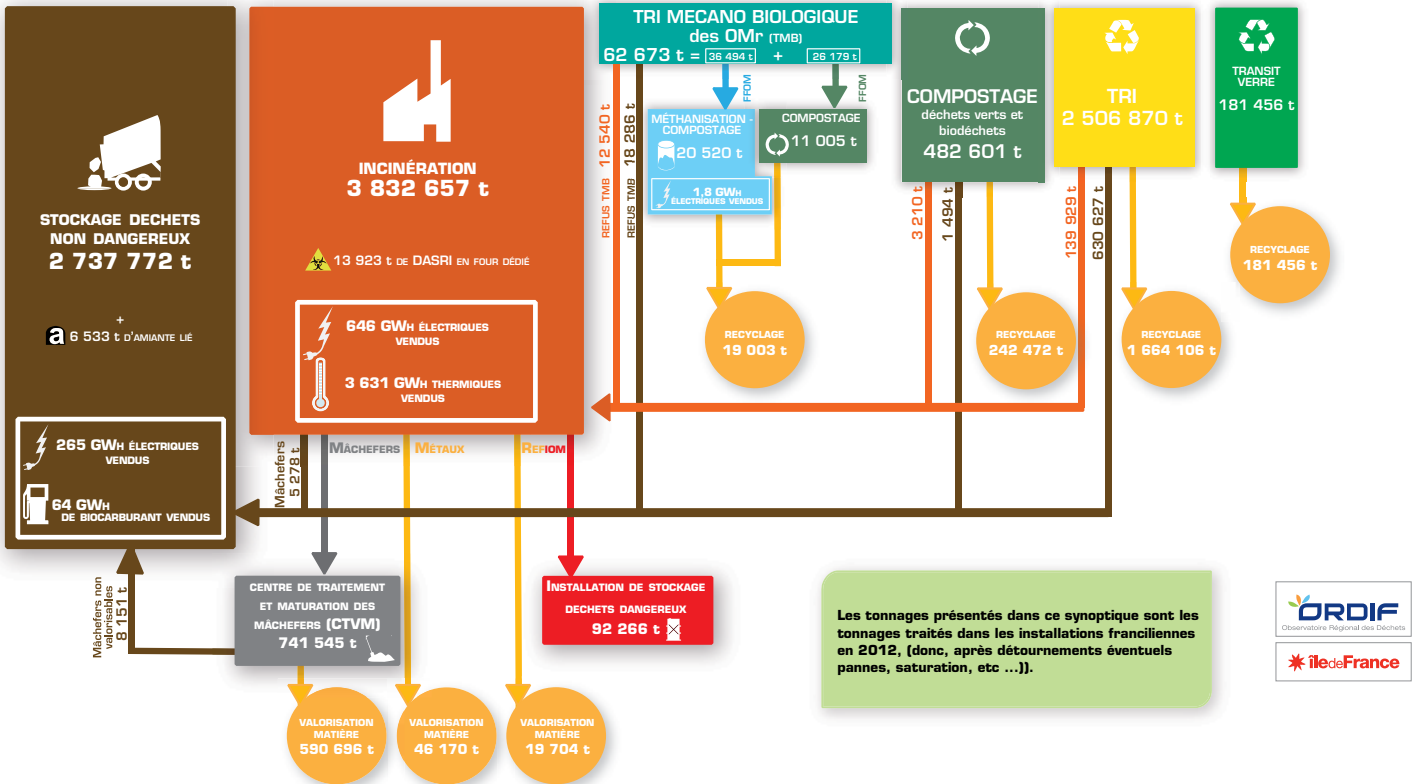 STOCKAGE DECHETS
NON DANGEREUX
2 737 772 t
+
a 6 533 t d'amiante lié
265 GWh électriques
vendus
64 GWh
de biocarburant vendus
INCINÉRATION
3 832 657 t
13 923 t de DASRI en four dédié
646 GWh électriques
vendus
3 631 GWh thermiques
vendus
TRI MECANO BIOLOGIQUE
des OMr (TMB)
62 673 t = 36 494 t + 26 179 t
FFOM
FFOM
MÉTHANISATION -
COMPOSTAGE
20 520 t
1,8 GWh
électriques vendus
COMPOSTAGE
11 005 t
REFUS TMB 12 540 t
REFUS TMB 18 286 t
RECYCLAGE
19 003 t
COMPOSTAGE
déchets verts et
biodéchets
482 601 t
3 210 t
1 494 t
RECYCLAGE
242 472 t
TRI
2 506 870 t
139 929 t
630 627 t
RECYCLAGE
1 664 106 t
TRANSIT
VERRE
181 456 t
RECYCLAGE
181 456 t
Mâchefers
5 278 t
Mâchefers
Métaux
Refiom
Mâchefers non
valorisables
8 151 t
CENTRE DE TRAITEMENT
ET MATURATION DES
MÂCHEFERS (CTVM)
741 545 t
Installation de stockage
dechets dangereux
92 266 t
VALORISATION
MATIÈRE
590 696 t
VALORISATION
MATIÈRE
46 170 t
VALORISATION
MATIÈRE
19 704 t
Les tonnages présentés dans ce synoptique sont les
tonnages traités dans les installations franciliennes
en 2012, (donc, après détournements éventuels
pannes, saturation, etc ...)).
ORDIF
Observatoire Régional des Déchets
îledeFrance